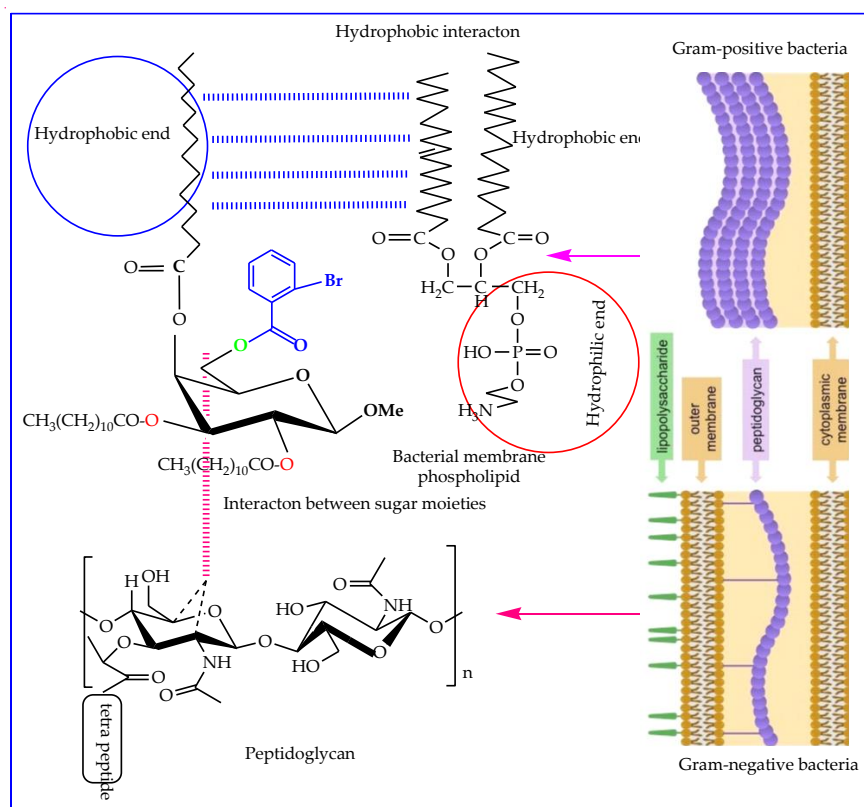 Hydrophobic interacton
Gram-positive bacteria
Hydrophobic end
Hydrophobic en
O
C
O
O
O
O
O
Br
H₂C
CH₂
H
O
O
O
O
HO
P
O
O
H₃N
Hydrophilic end
O
OMe
CH₃(CH₂)₁₀CO-O
CH₃(CH₂)₁₀CO-O
Bacterial membrane
phospholipid
Interacton between sugar moieties
lipopolysaccharide
outer
membrane
peptidoglycan
cytoplasmic
membrane
OH
H
O
O
O
O
NH
O
O
tetra peptide
O
NH
HO
HO
O
O
n
Peptidoglycan
Gram-negative bacteria